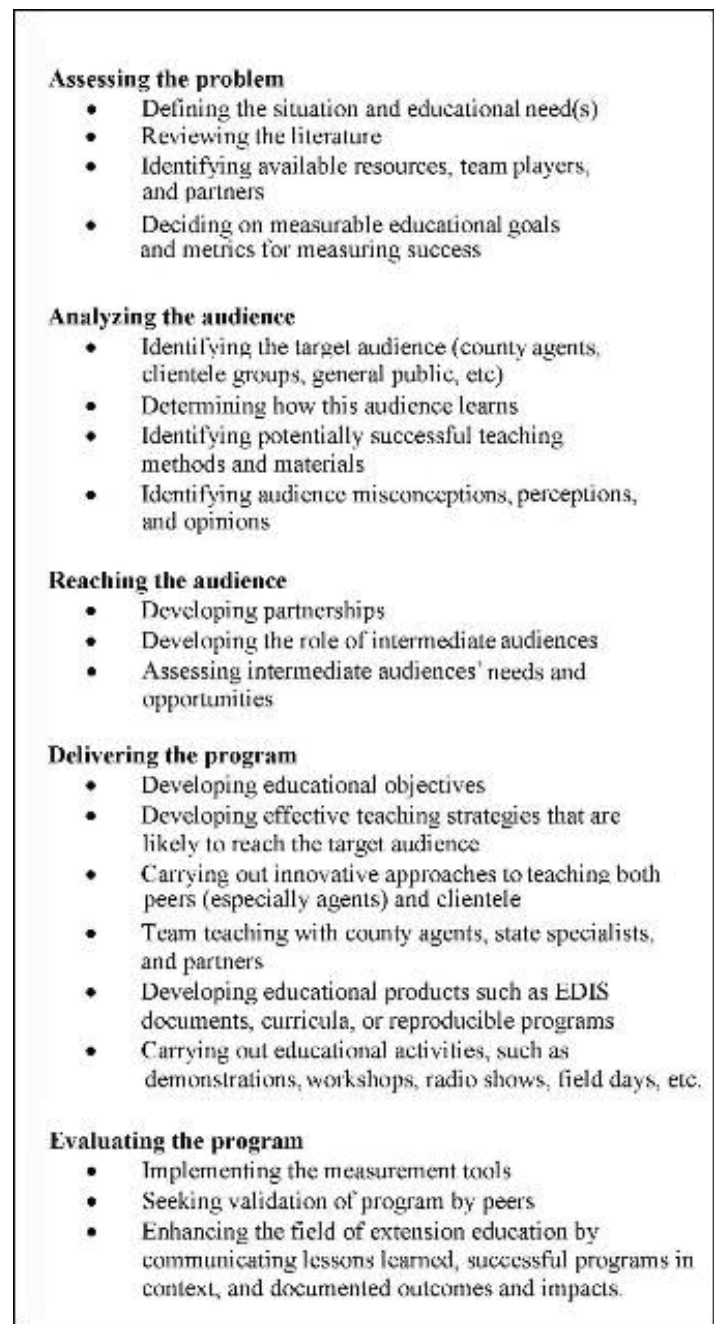 Assessing the problem
• Defining the situation and educational need(s)
• Reviewing the literature
• Identifying available resources, team players,
and partners
• Deciding on measurable educational goals
and metrics for measuring success
Analyzing the audience
• Identifying the target audience (county agents,
clientele groups, general public, etc)
• Determining how this audience learns
• Identifying potentially successful teaching
methods and materials
• Identifying audience misconceptions, perceptions,
and opinions
Reaching the audience
• Developing partnerships
• Developing the role of intermediate audiences
• Assessing intermediate audiences' needs and
opportunities
Delivering the program
• Developing educational objectives
• Developing effective teaching strategies that are
likely to reach the target audience
• Carrying out innovative approaches to teaching both
peers (especially agents) and clientele
• Team teaching with county agents, state specialists,
and partners
• Developing educational products such as EDIS
documents, curricula, or reproducible programs
• Carrying out educational activities, such as
demonstrations, workshops, radio shows, field days, etc.
Evaluating the program
• Implementing the measurement tools
• Seeking validation of program by peers
• Enhancing the field of extension education by
communicating lessons learned, successful programs in
context, and documented outcomes and impacts.